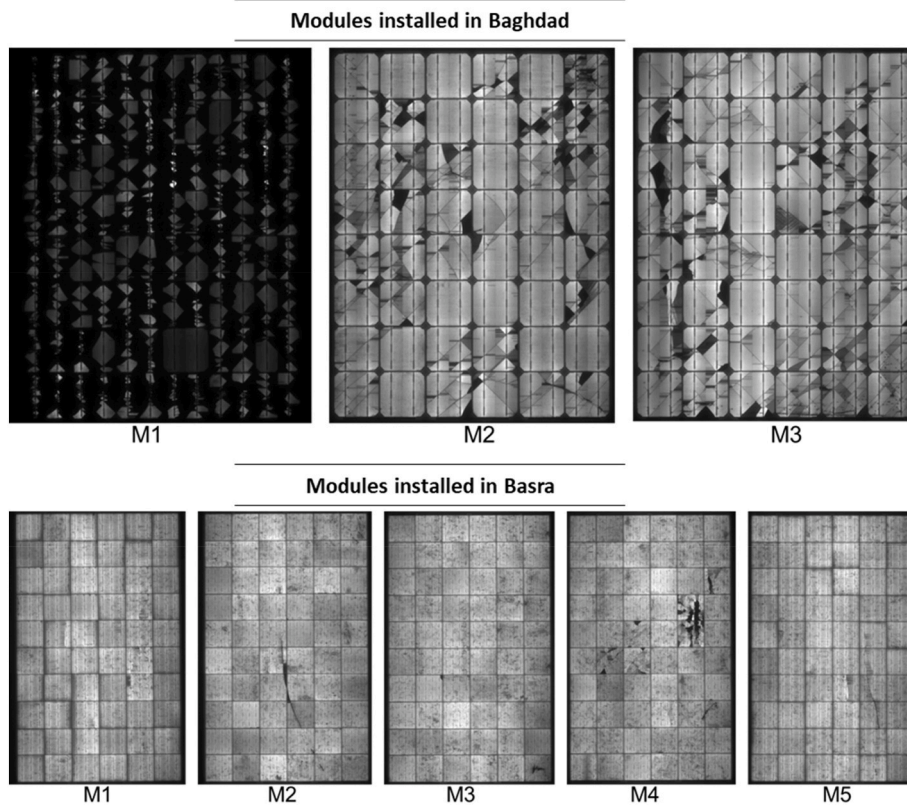 Modules installed in Baghdad
M1
M2
M3
Modules installed in Basra
M1
M2
M3
M4
M5